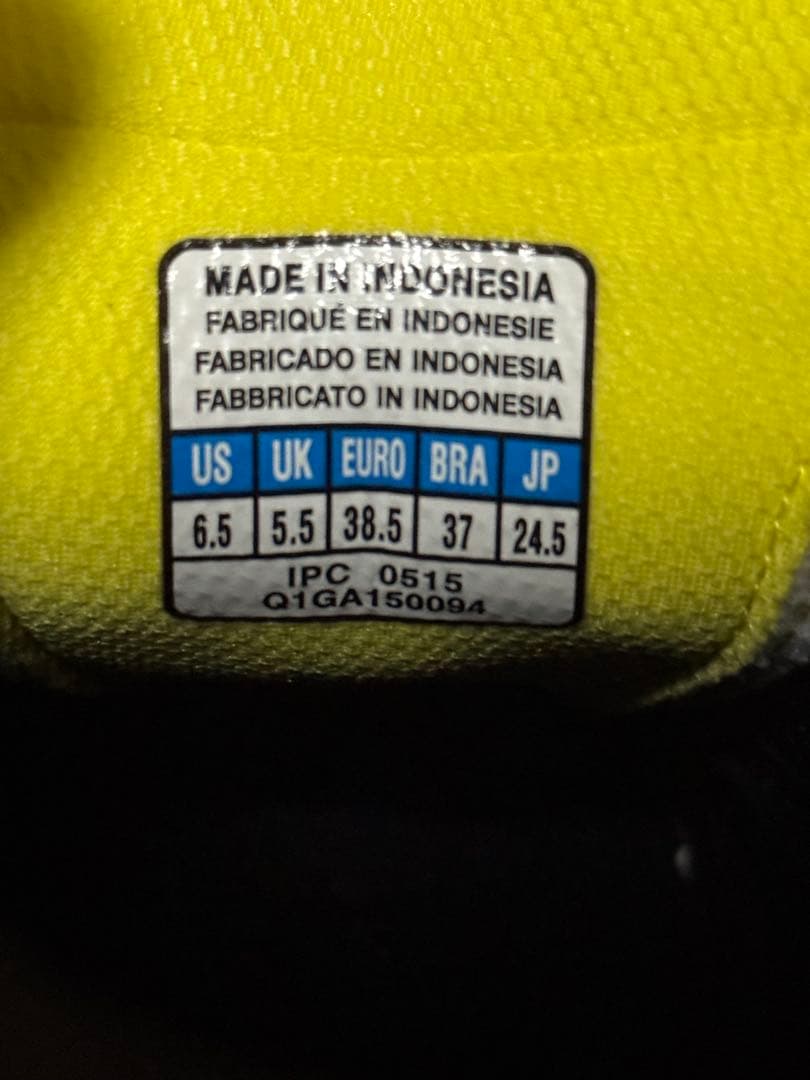 MADE IN INDONESIA
FABRIQUÉ EN INDONESIE
FABRICADO EN INDONESIA
FABBRICATO IN INDONESIA
US UK EURO BRA JP
6.5 5.5 38.5 37 24.5
IPC 0515
Q1GA150094